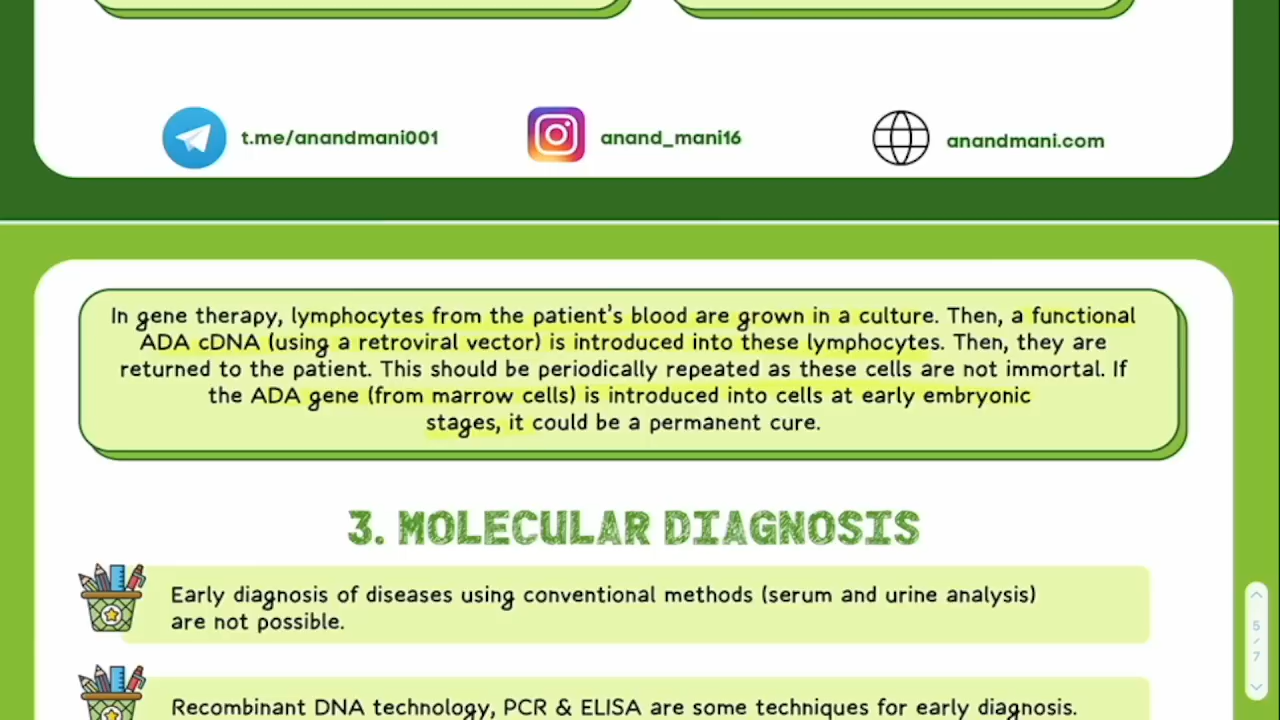 t.me/anandmani001
anand_mani16
anandmani.com
In gene therapy, lymphocytes from the patient's blood are grown in a culture. Then, a functional
ADA cDNA (using a retroviral vector) is introduced into these lymphocytes. Then, they are
returned to the patient. This should be periodically repeated as these cells are not immortal. If
the ADA gene (from marrow cells) is introduced into cells at early embryonic
stages, it could be a permanent cure.
3. MOLECULAR DIAGNOSIS
Early diagnosis of diseases using conventional methods (serum and urine analysis)
are not possible.
5
/
7
Recombinant DNA technology, PCR & ELISA are some techniques for early diagnosis.